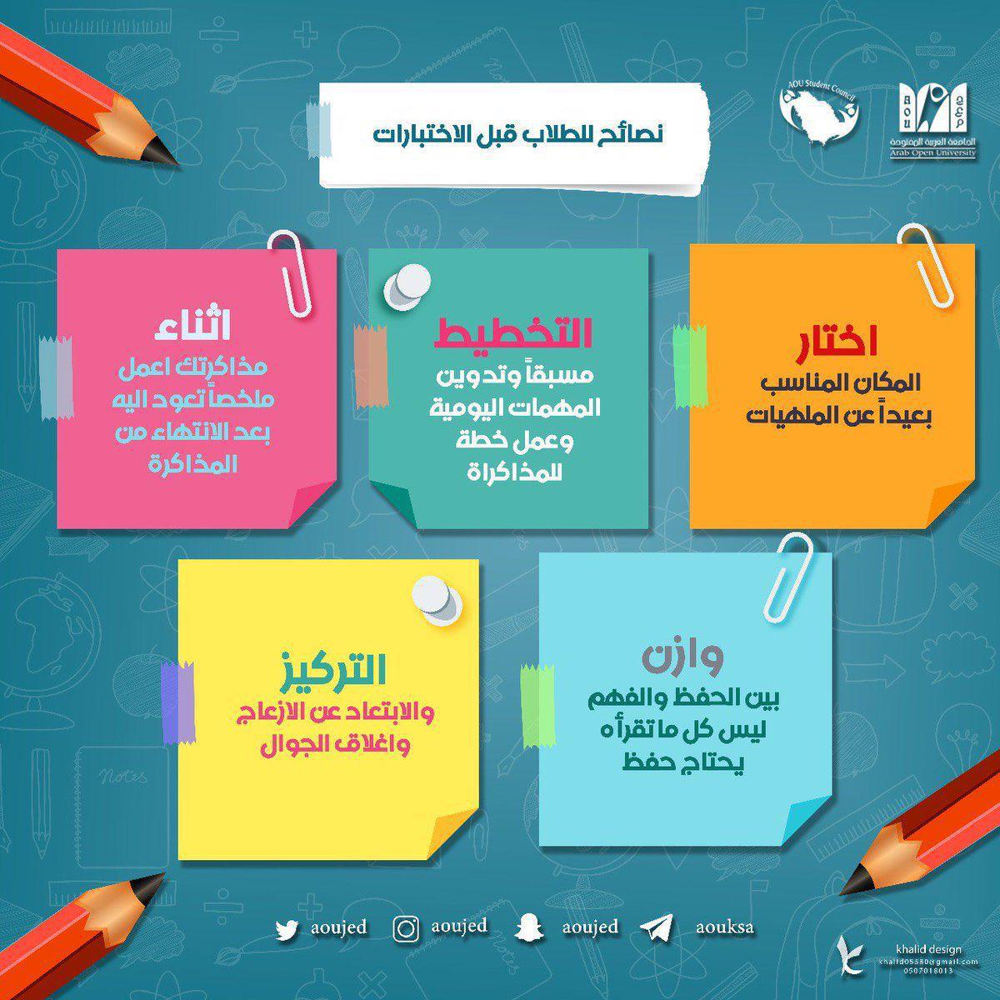 AOU Student Council
الجامعة العربية المفتوحة
Arab Open University
نصائح للطلاب قبل الاختبارات
اختار
المكان المناسب
بعيداً عن الملهيات
التخطيط
مسبقاً وتدوين
المهمات اليومية
وعمل خطة
للمذاكراة
اثناء
مذاكرتك اعمل
ملخصاً تعود اليه
بعد الانتهاء من
المذاكرة
وازن
بين الحفظ والفهم
ليس كل ما تقرأه
يحتاج حفظ
التركيز
والابتعاد عن الازعاج
واغلاق الجوال
Notes
aoujed
aoujed
aoujed
aouksa
khalid design
khalid05580@gmail.com
0507018013